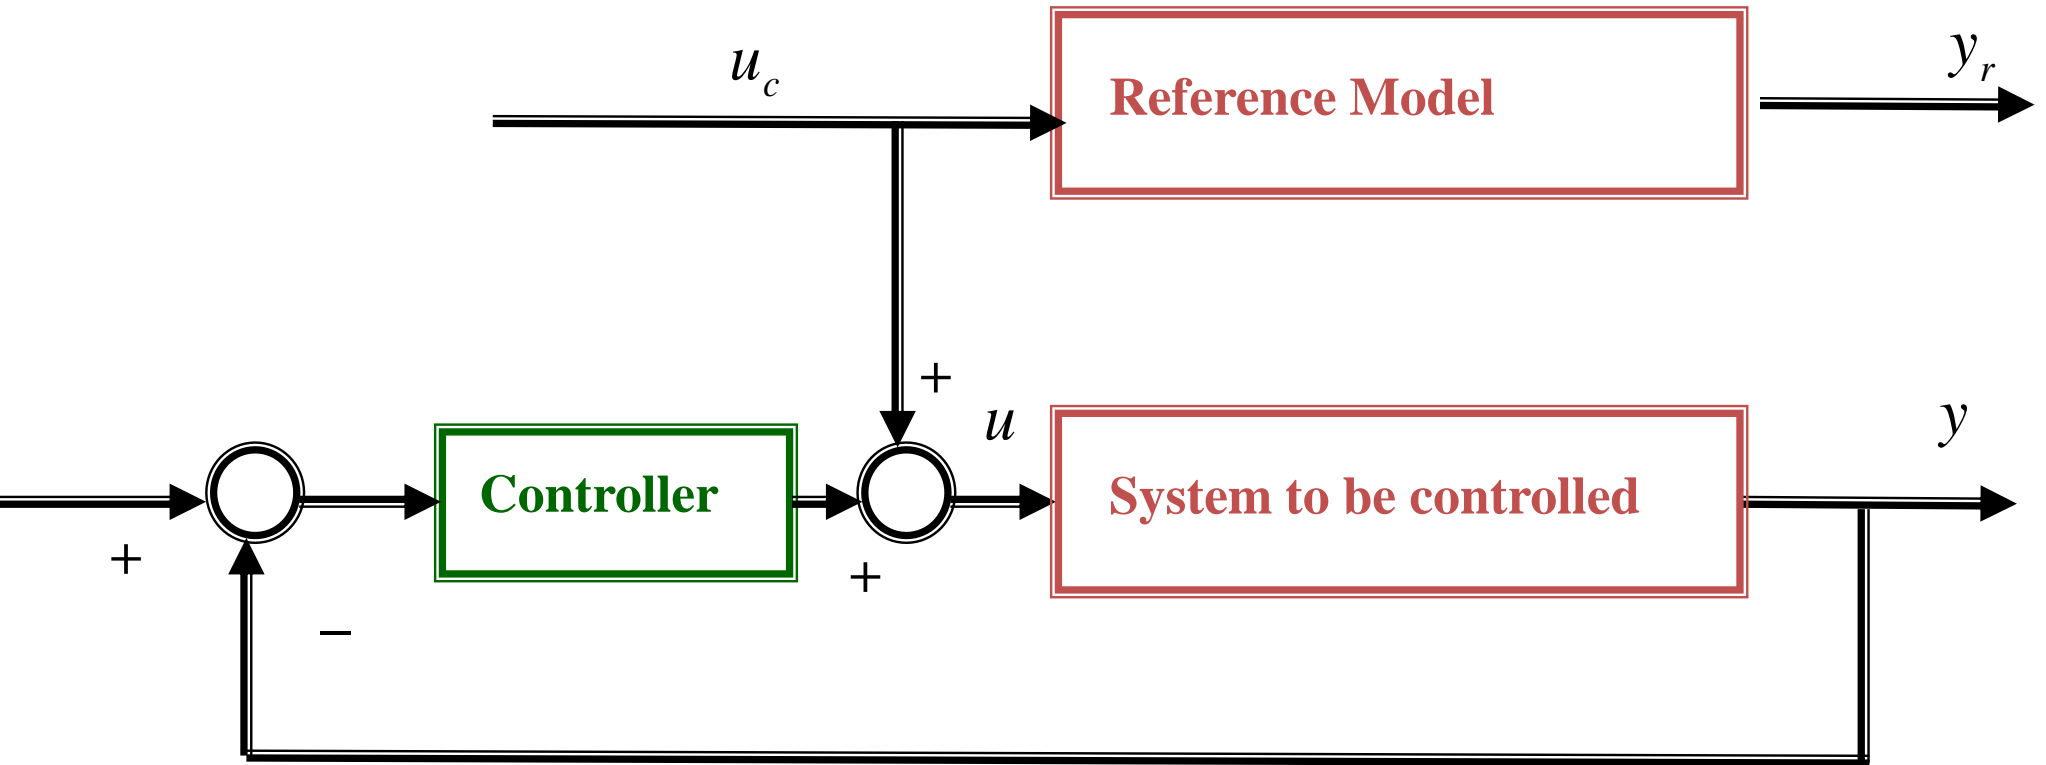 u_c
Reference Model
y_r
+
u
y
Controller
System to be controlled
+
+
−